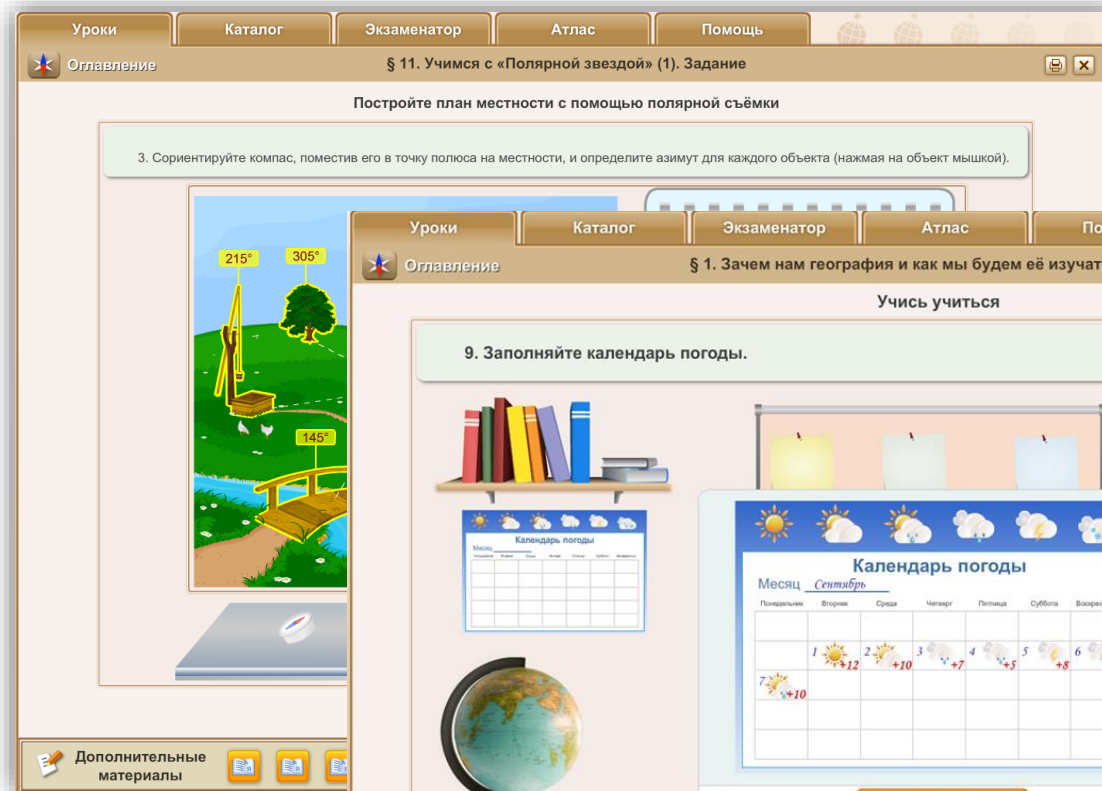 Уроки Каталог Экзаменатор Атлас Помощь
Оглавление § 11. Учимся с «Полярной звездой» (1). Задание
Постройте план местности с помощью полярной съёмки
3. Сориентируйте компас, поместив его в точку полюса на местности, и определите азимут для каждого объекта (нажмая на объект мышкой).
215° 305°
145°
Дополнительные
материалы
Уроки Каталог Экзаменатор Атлас По
Оглавление § 1. Зачем нам география и как мы будем её изучат
Учись учиться
9. Заполняйте календарь погоды.
Календарь погоды
Месяц
Календарь погоды
Месяц Сентябрь
Понедельник Вторник Среда Четверг Пятница Суббота Воскрес
1 +12 2 +10 3 +7 4 +5 5 +8 6
7 +10